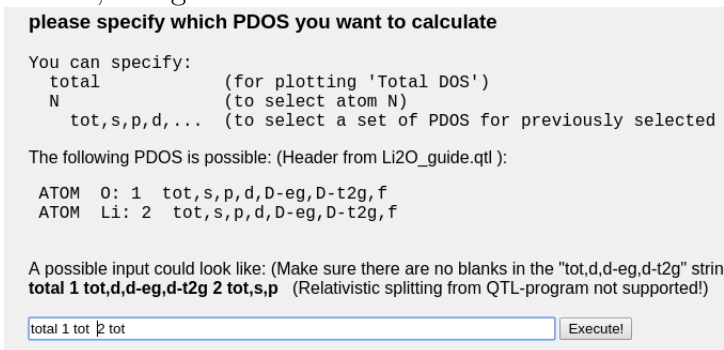 please specify which PDOS you want to calculate
You can specify:
total (for plotting 'Total DOS')
N (to select atom N)
tot,s,p,d,... (to select a set of PDOS for previously selected
The following PDOS is possible: (Header from Li2O_guide.qtl ):
ATOM O: 1 tot,s,p,d,D-eg,D-t2g,f
ATOM Li: 2 tot,s,p,d,D-eg,D-t2g,f
A possible input could look like: (Make sure there are no blanks in the "tot,d,d-eg,d-t2g" strin
total 1 tot,d,d-eg,d-t2g 2 tot,s,p (Relativistic splitting from QTL-program not supported!)
total 1 tot 2 tot Execute!